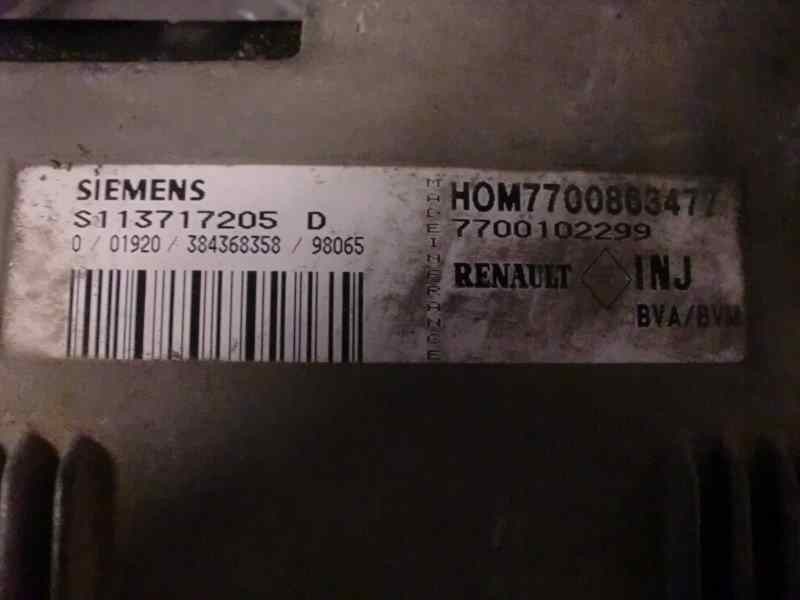 SIEMENS
S113717205 D
0 / 01920 / 384368358 / 98065
MADE IN FRANCE
HOM7700863477
7700102299
RENAULT INJ
BVA/BVM